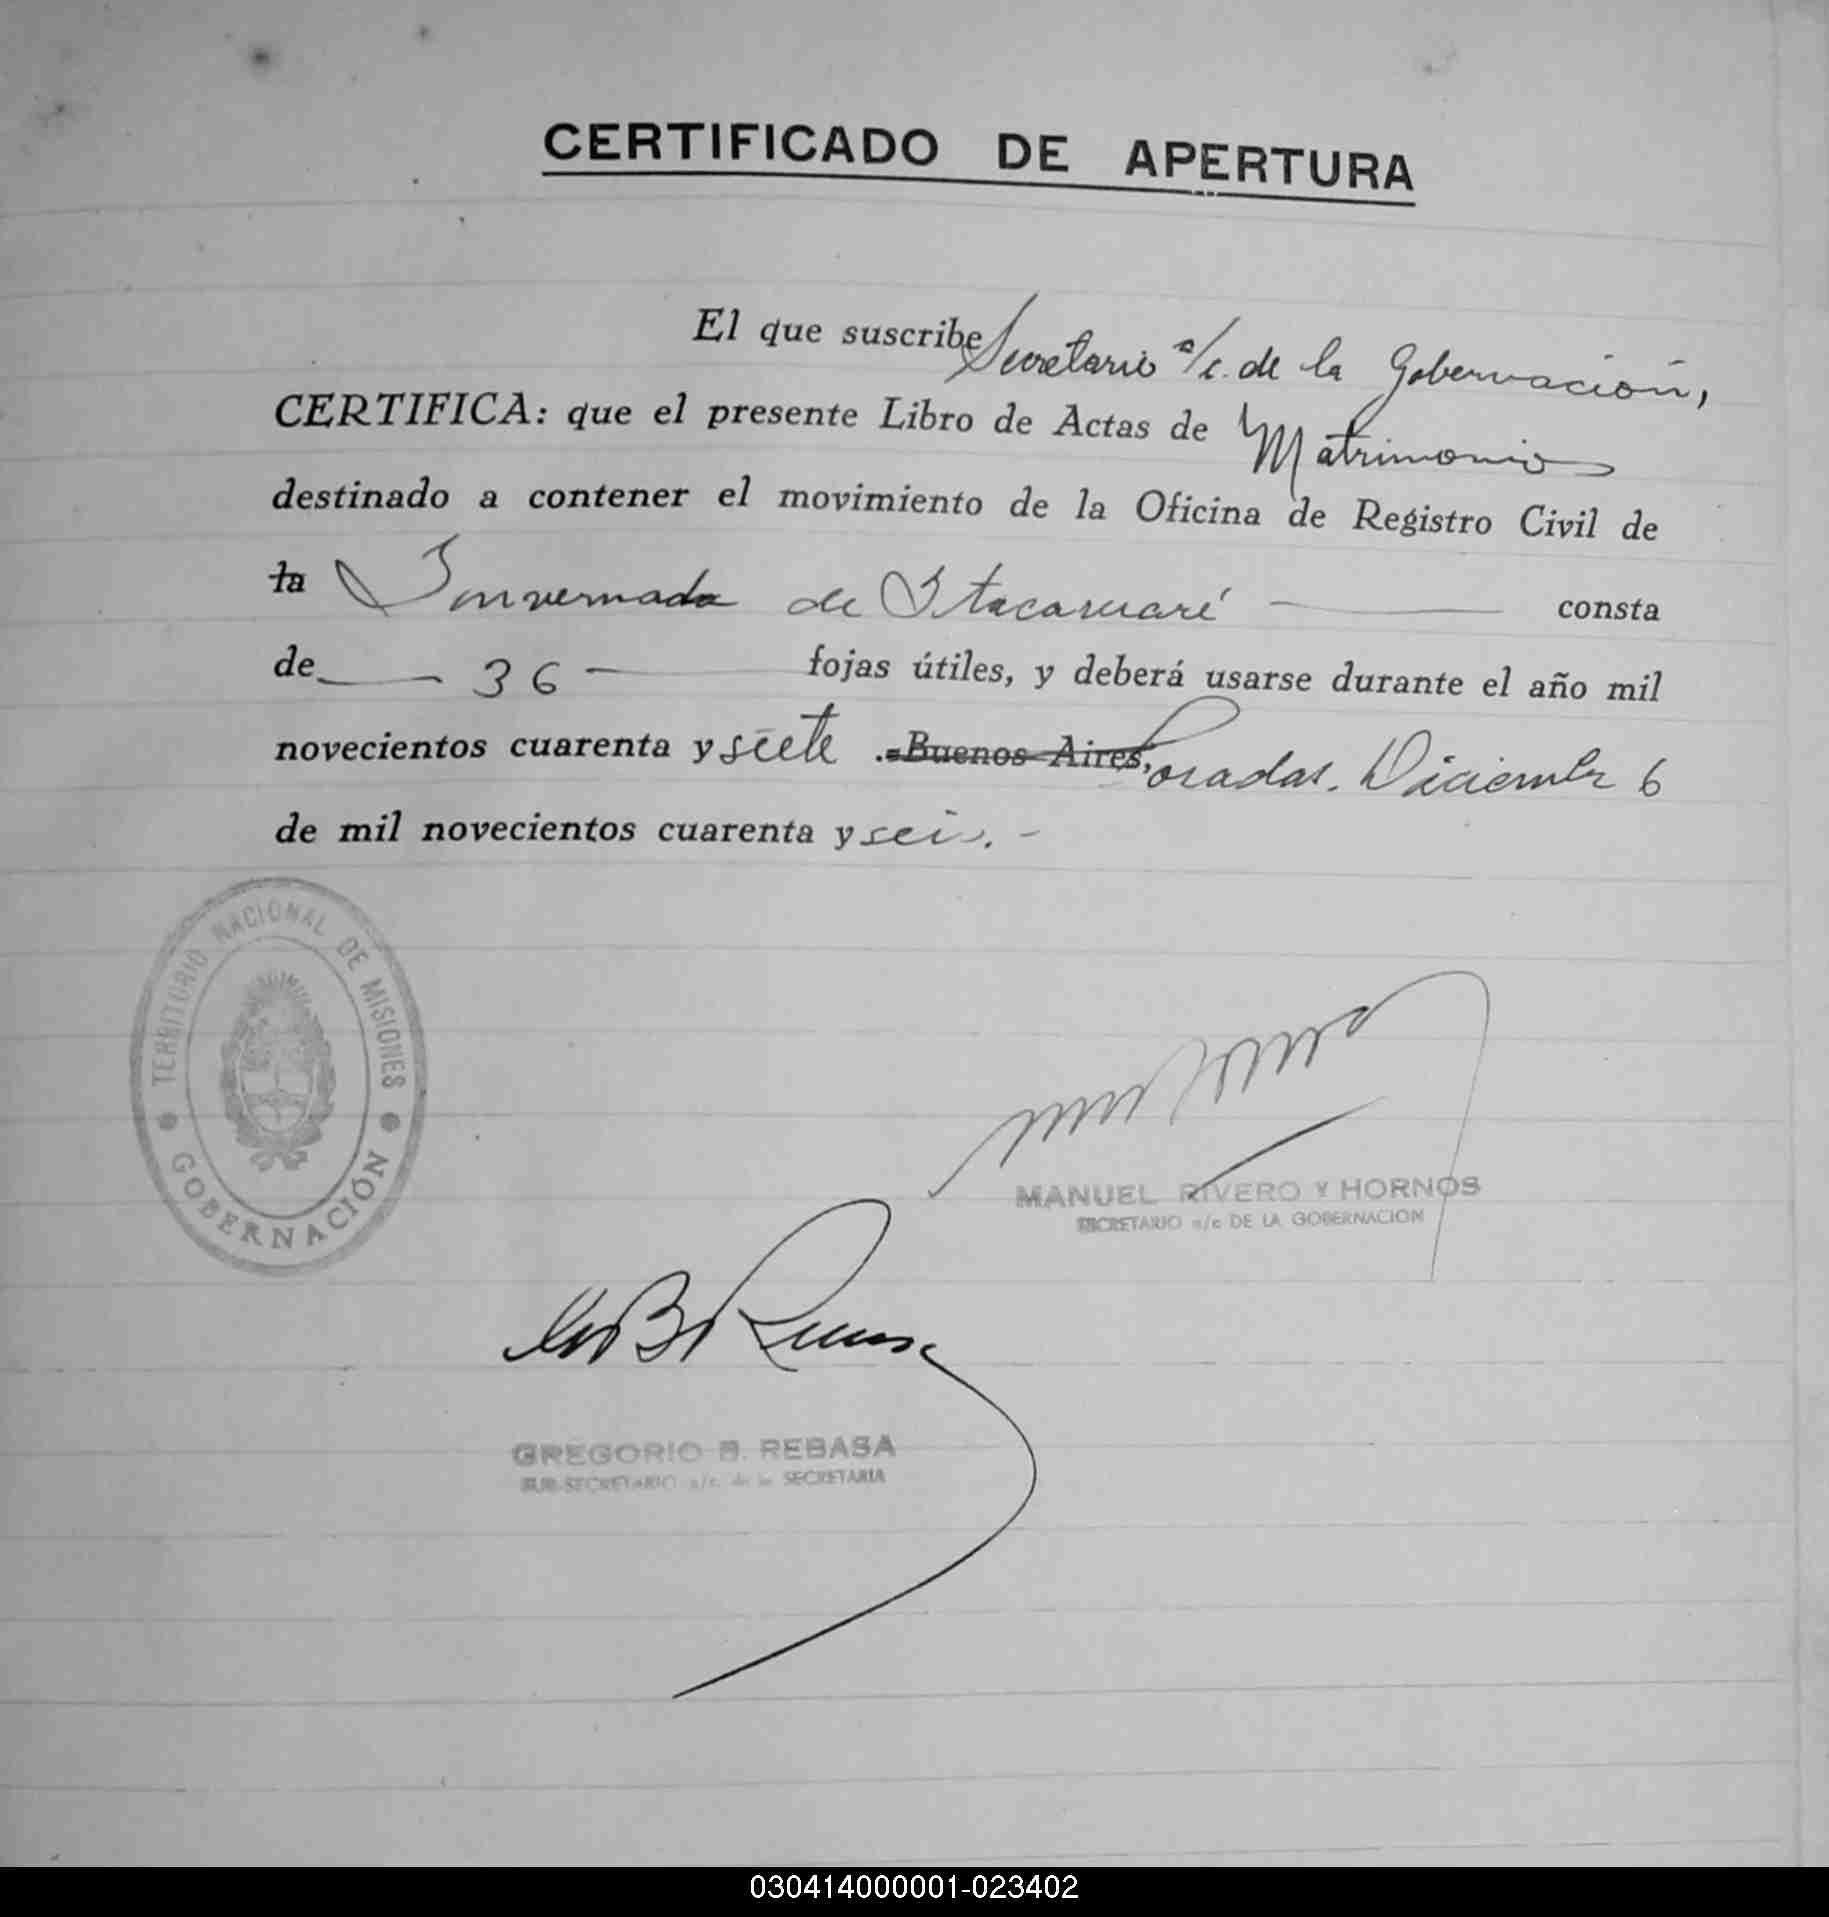 CERTIFICADO DE APERTURA
El que suscribe Secretario a/c. de la Gobernación,
CERTIFICA: que el presente Libro de Actas de Matrimonio
destinado a contener el movimiento de la Oficina de Registro Civil de
la Invernada de Itacaruaré consta
de 36 fojas útiles, y deberá usarse durante el año mil
novecientos cuarenta y siete .-Buenos Aires, Posadas. Diciembre 6
de mil novecientos cuarenta y seis.-
TERRITORIO NACIONAL DE MISIONES
GOBERNACIÓN
MANUEL RIVERO Y HORNOS
SECRETARIO a/c DE LA GOBERNACION
GREGORIO B. REBASA
SUB-SECRETARIO a/c. de la SECRETARIA
030414000001-023402